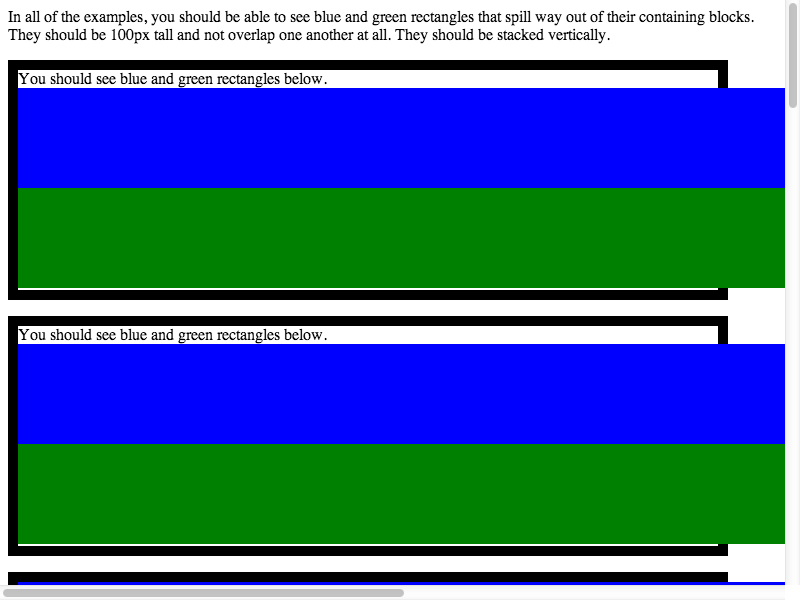 In all of the examples, you should be able to see blue and green rectangles that spill way out of their containing blocks.
They should be 100px tall and not overlap one another at all. They should be stacked vertically.
You should see blue and green rectangles below.
You should see blue and green rectangles below.